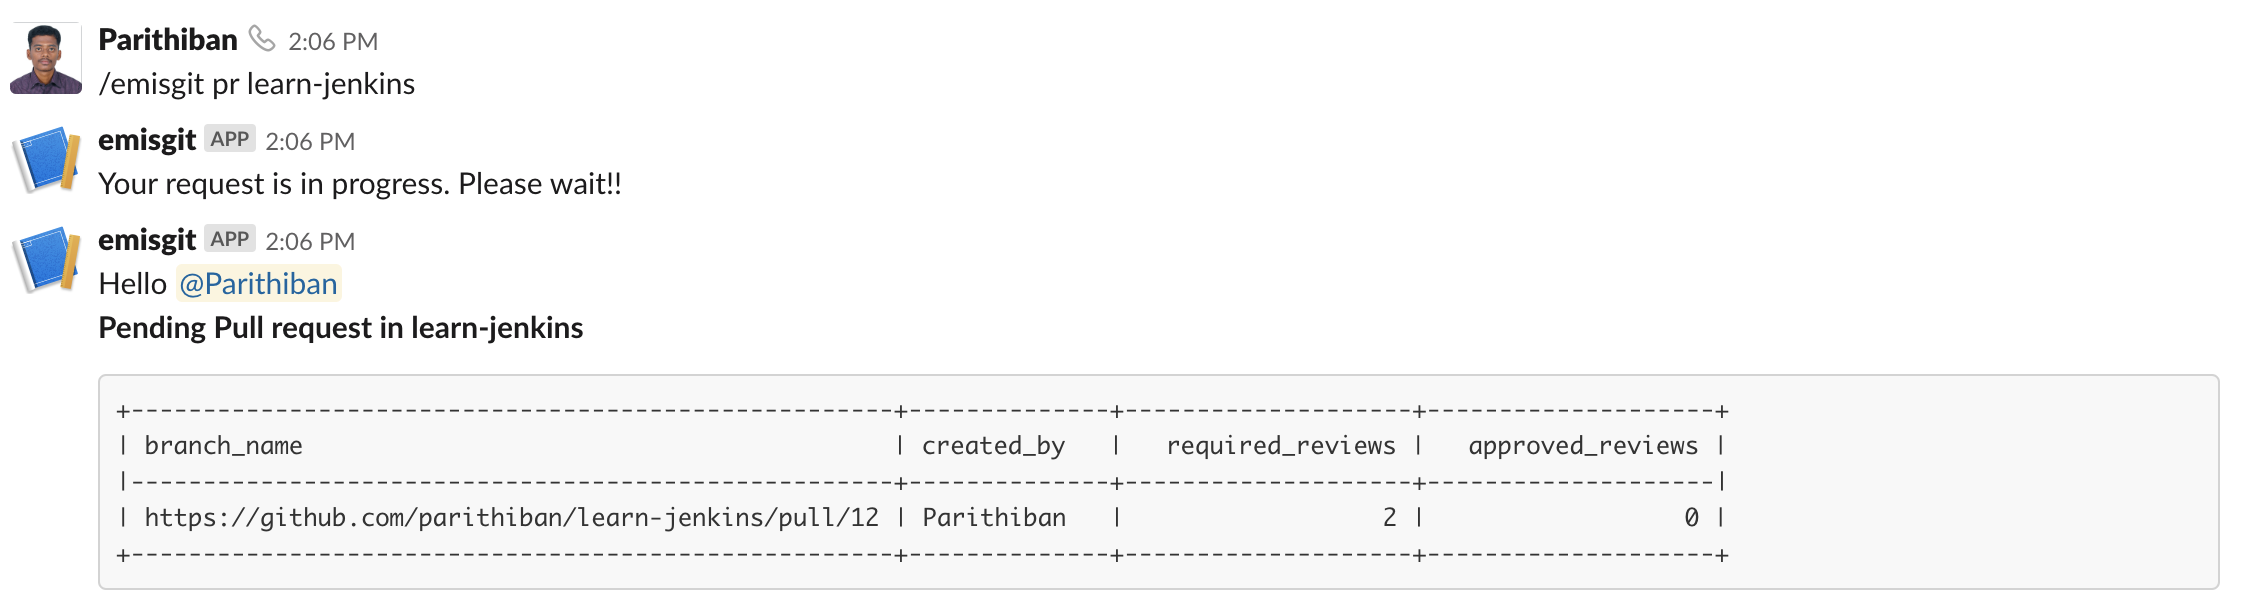 Parithiban 2:06 PM
/emisgit pr learn-jenkins
emisgit APP 2:06 PM
Your request is in progress. Please wait!!
emisgit APP 2:06 PM
Hello @Parithiban
Pending Pull request in learn-jenkins
+-----------------------------------------------------+--------------+--------------------+--------------------+
| branch_name                                         | created_by   |   required_reviews |   approved_reviews |
|-----------------------------------------------------+--------------+--------------------+--------------------|
| https://github.com/parithiban/learn-jenkins/pull/12 | Parithiban   |                  2 |                  0 |
+-----------------------------------------------------+--------------+--------------------+--------------------+